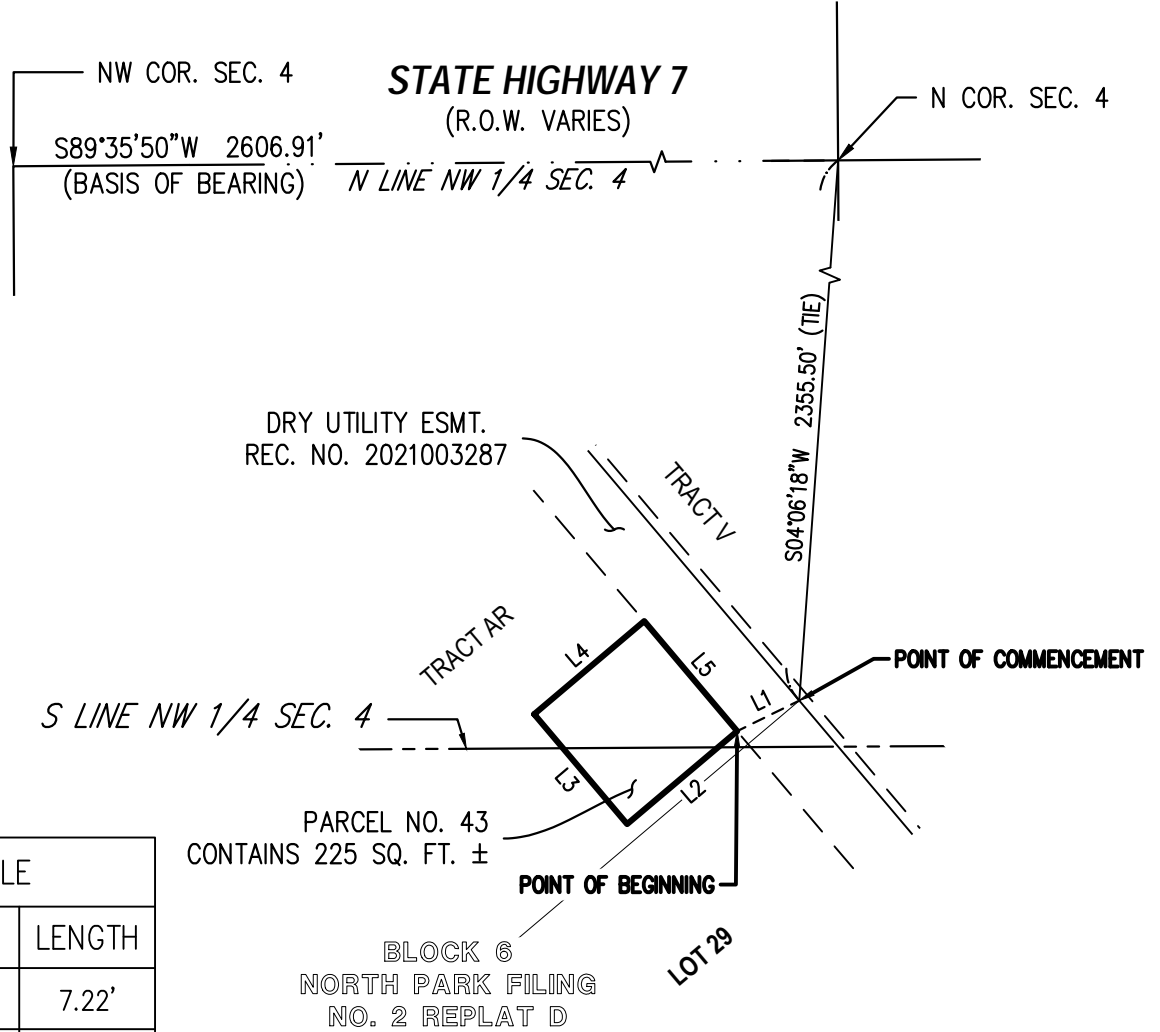 NW COR. SEC. 4
STATE HIGHWAY 7
(R.O.W. VARIES)
N COR. SEC. 4
S89°35'50"W 2606.91'
(BASIS OF BEARING)
N LINE NW 1/4 SEC. 4
S04°06'18"W 2355.50' (TIE)
DRY UTILITY ESMT.
REC. NO. 2021003287
TRACT V
TRACT AR
L4
L5
L1
POINT OF COMMENCEMENT
S LINE NW 1/4 SEC. 4
L3
L2
PARCEL NO. 43
CONTAINS 225 SQ. FT. ±
POINT OF BEGINNING
LOT 29
BLOCK 6
NORTH PARK FILING
NO. 2 REPLAT D
LE
LENGTH
7.22'